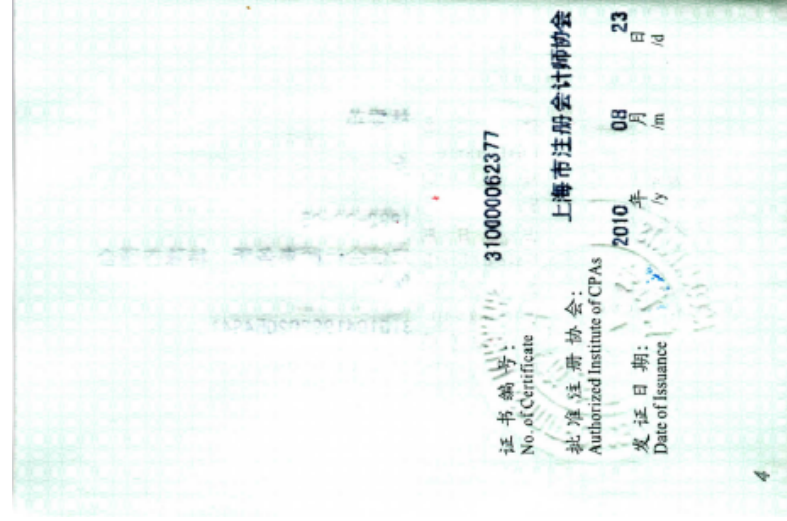 证书编号:
No. of Certificate
310000062377
批准注册协会:
Authorized Institute of CPAs
上海市注册会计师协会
发证日期:
Date of Issuance
2010 年 08 月 23 日
/y /m /d
4